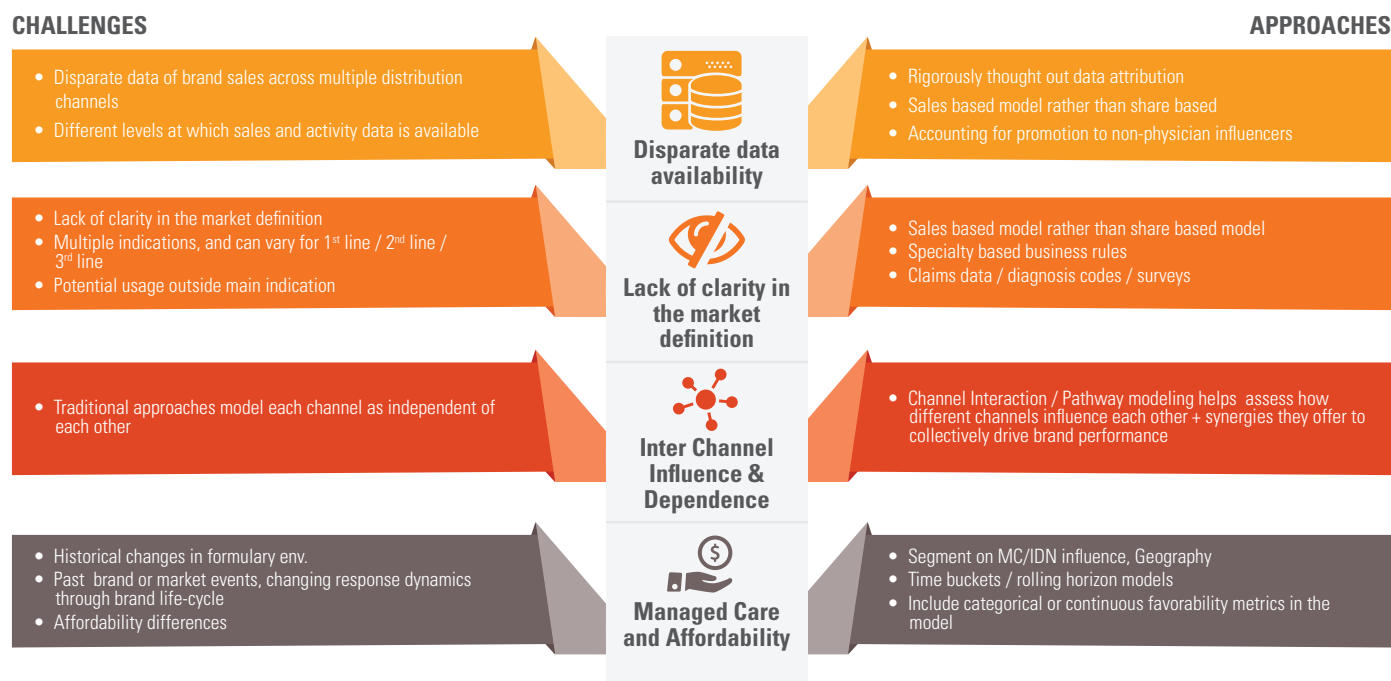 CHALLENGES
APPROACHES
• Disparate data of brand sales across multiple distribution
channels
• Different levels at which sales and activity data is available
Disparate data
availability
• Rigorously thought out data attribution
• Sales based model rather than share based
• Accounting for promotion to non-physician influencers
• Lack of clarity in the market definition
• Multiple indications, and can vary for 1st line / 2nd line /
3rd line
• Potential usage outside main indication
Lack of clarity in
the market
definition
• Sales based model rather than share based model
• Specialty based business rules
• Claims data / diagnosis codes / surveys
• Traditional approaches model each channel as independent of
each other
Inter Channel
Influence &
Dependence
• Channel Interaction / Pathway modeling helps assess how
different channels influence each other + synergies they offer to
collectively drive brand performance
• Historical changes in formulary env.
• Past brand or market events, changing response dynamics
through brand life-cycle
• Affordability differences
$
Managed Care
and Affordability
• Segment on MC/IDN influence, Geography
• Time buckets / rolling horizon models
• Include categorical or continuous favorability metrics in the
model